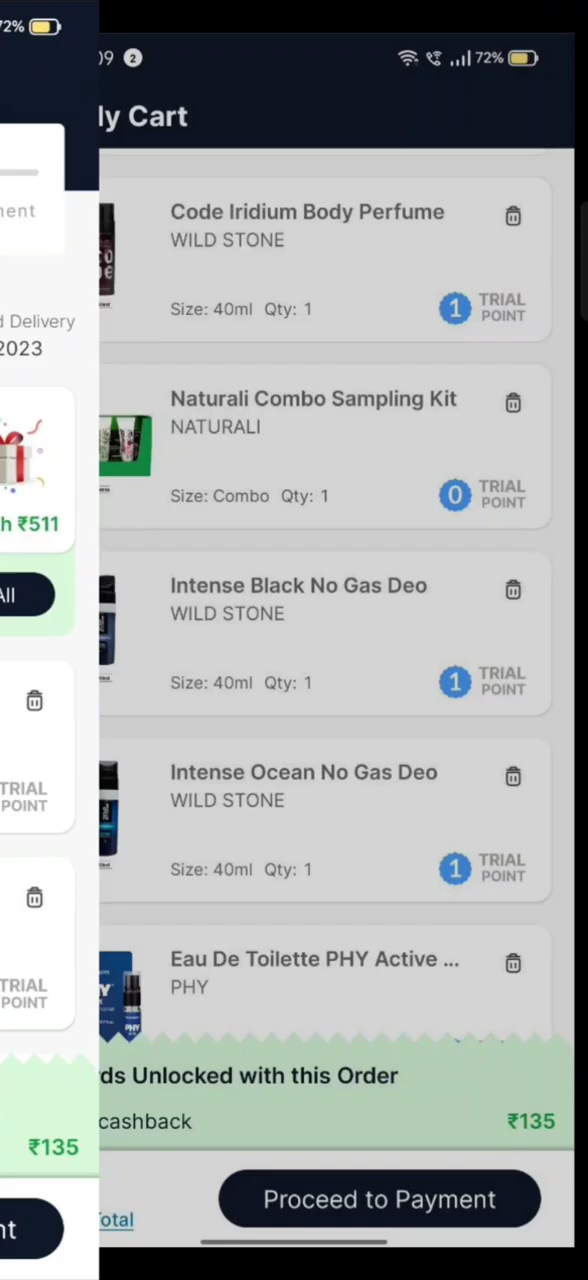 72%
ment
d Delivery
2023
h ₹511
All
TRIAL
POINT
TRIAL
POINT
₹135
nt
09 2
72%
ly Cart
Code Iridium Body Perfume
WILD STONE
Size: 40ml Qty: 1
1 TRIAL
POINT
Naturali Combo Sampling Kit
NATURALI
Size: Combo Qty: 1
0 TRIAL
POINT
Intense Black No Gas Deo
WILD STONE
Size: 40ml Qty: 1
1 TRIAL
POINT
Intense Ocean No Gas Deo
WILD STONE
Size: 40ml Qty: 1
1 TRIAL
POINT
Eau De Toilette PHY Active ...
PHY
rds Unlocked with this Order
cashback
₹135
otal
Proceed to Payment